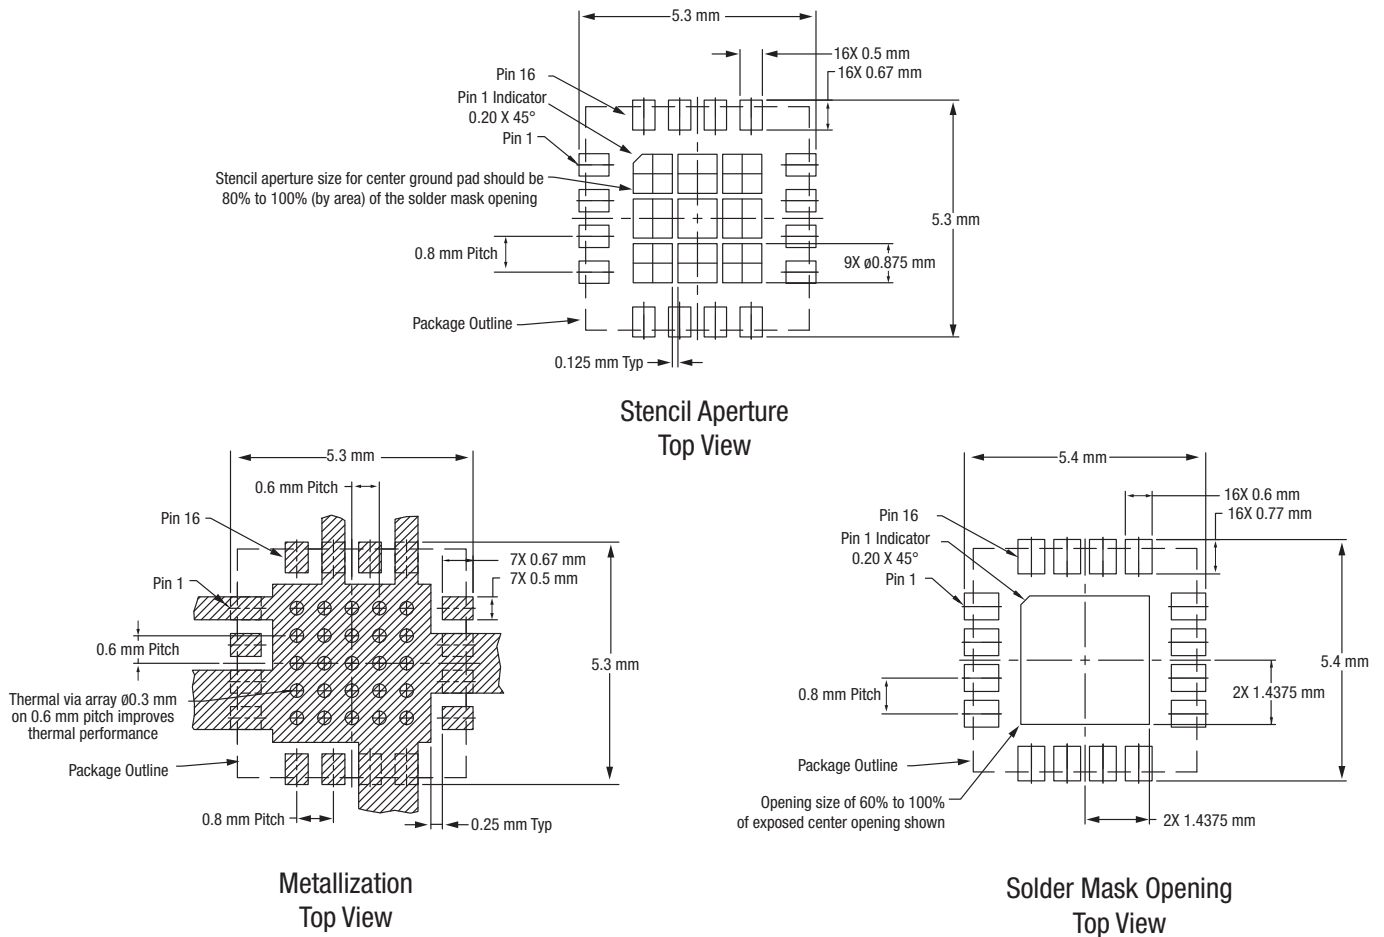 5.3 mm
16X 0.5 mm
16X 0.67 mm
Pin 16
Pin 1 Indicator
0.20 X 45°
Pin 1
Stencil aperture size for center ground pad should be
80% to 100% (by area) of the solder mask opening
5.3 mm
0.8 mm Pitch
9X ø0.875 mm
Package Outline
0.125 mm Typ
Stencil Aperture
Top View
5.3 mm
0.6 mm Pitch
Pin 16
7X 0.67 mm
7X 0.5 mm
Pin 1
0.6 mm Pitch
5.3 mm
Thermal via array ø0.3 mm
on 0.6 mm pitch improves
thermal performance
Package Outline
0.8 mm Pitch
0.25 mm Typ
Metallization
Top View
5.4 mm
16X 0.6 mm
16X 0.77 mm
Pin 16
Pin 1 Indicator
0.20 X 45°
Pin 1
5.4 mm
0.8 mm Pitch
2X 1.4375 mm
Package Outline
Opening size of 60% to 100%
of exposed center opening shown
2X 1.4375 mm
Solder Mask Opening
Top View